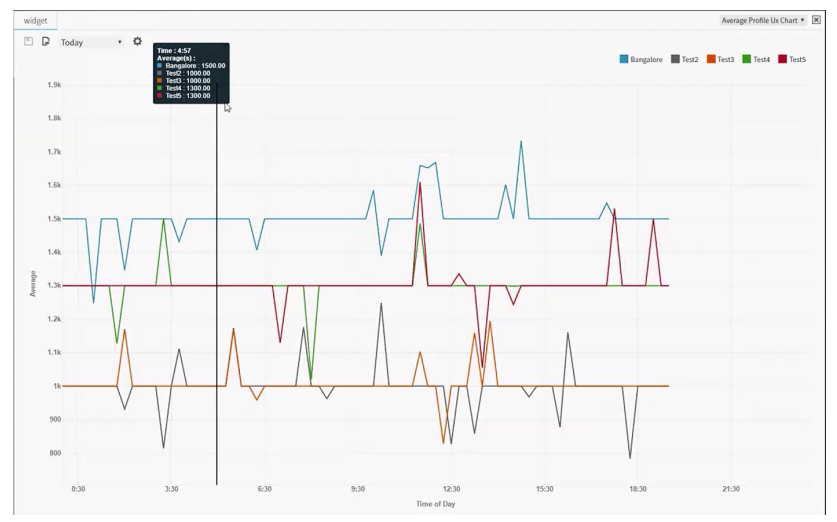 widget
Average Profile Ux Chart
Today
Time : 4:57
Average(s) :
Bangalore : 1500.00
Test2 : 1000.00
Test3 : 1000.00
Test4 : 1300.00
Test5 : 1300.00
Bangalore Test2 Test3 Test4 Test5
1.9k
1.8k
1.7k
1.6k
1.5k
1.4k
1.3k
1.2k
1.1k
1k
900
800
Average
0:30 3:30 6:30 9:30 12:30 15:30 18:30 21:30
Time of Day